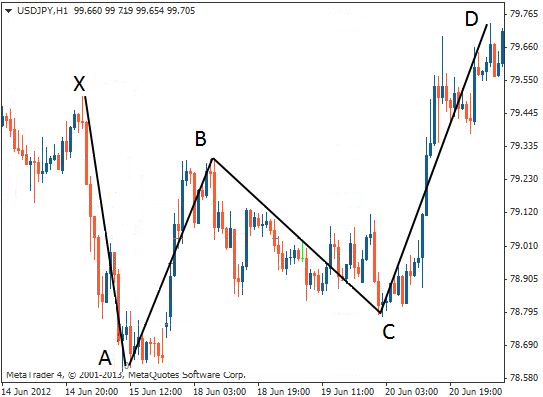 USDJPY,H1 99.660 99 719 99.654 99.705
D
79.765
79.655
X
79.545
79.445
B
79.335
79.230
79.120
79.010
78.905
78.795
C
78.690
A
MetaTrader 4, © 2001-2013, MetaQuotes Software Corp.
78.580
14 Jun 2012 14 Jun 20:00 15 Jun 12:00 18 Jun 03:00 18 Jun 19:00 19 Jun 11:00 20 Jun 03:00 20 Jun 19:00